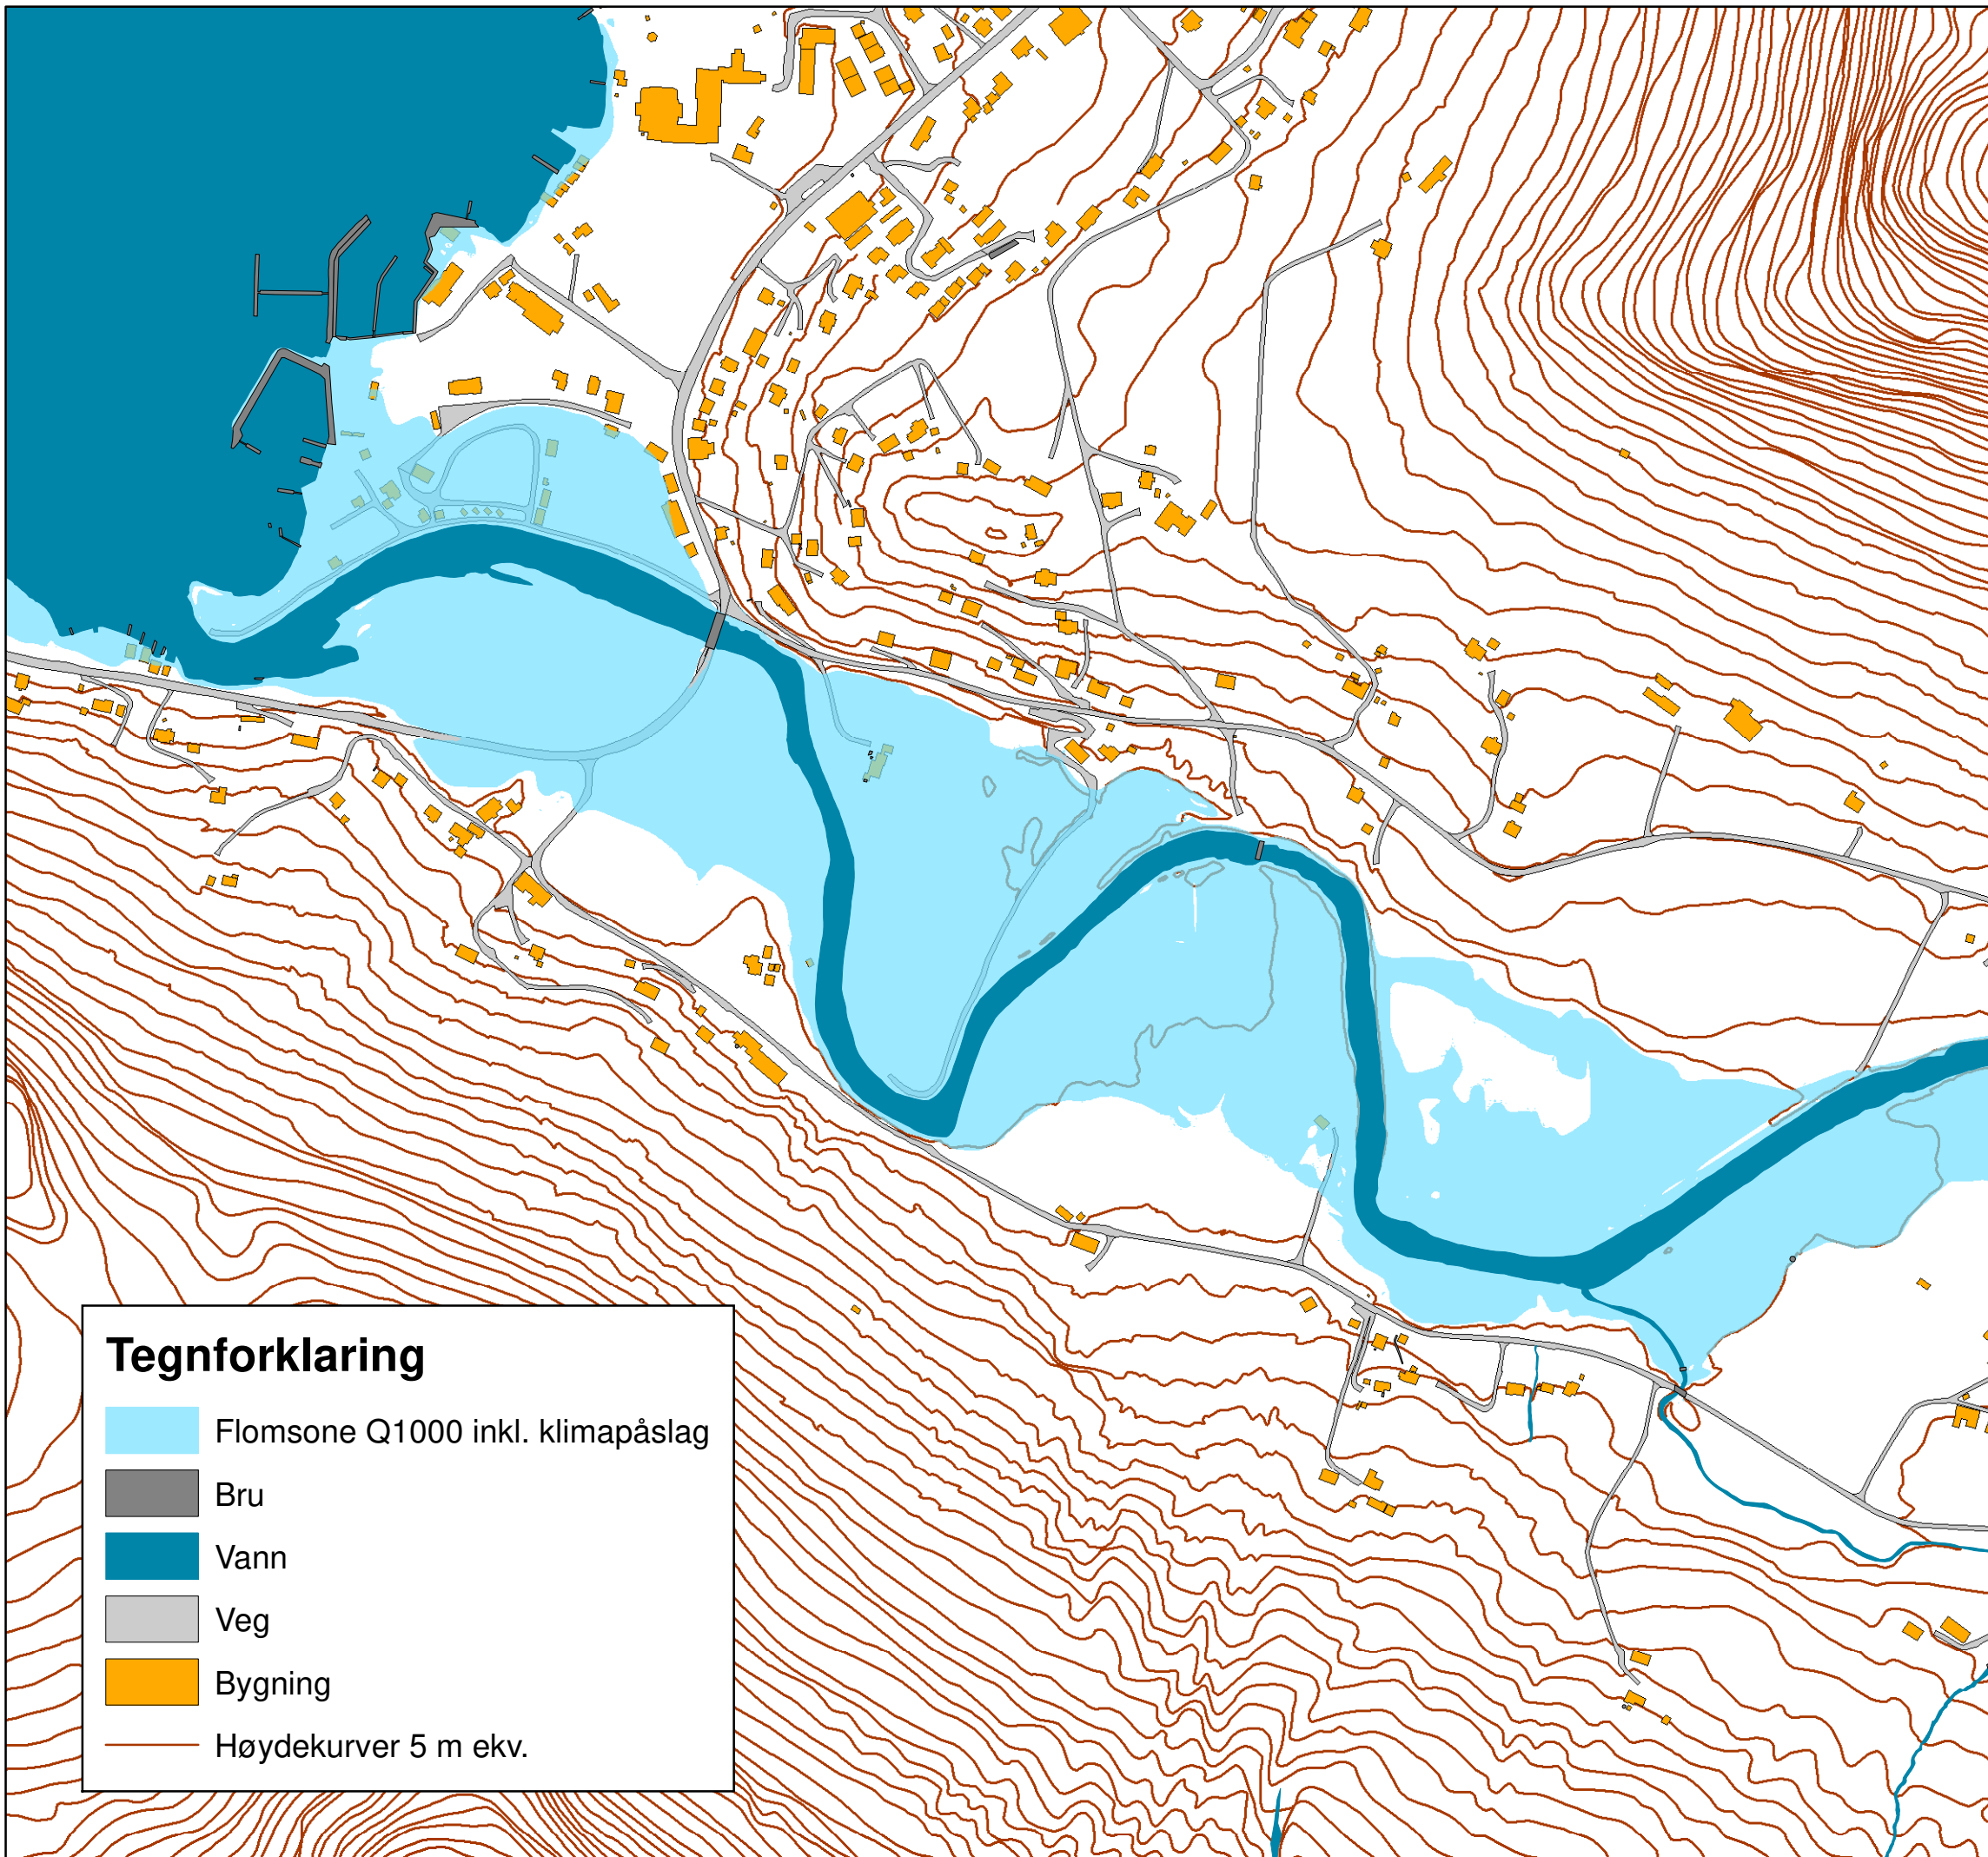 Tegnforklaring
Flomsone Q1000 inkl. klimapåslag
Bru
Vann
Veg
Bygning
Høydekurver 5 m ekv.